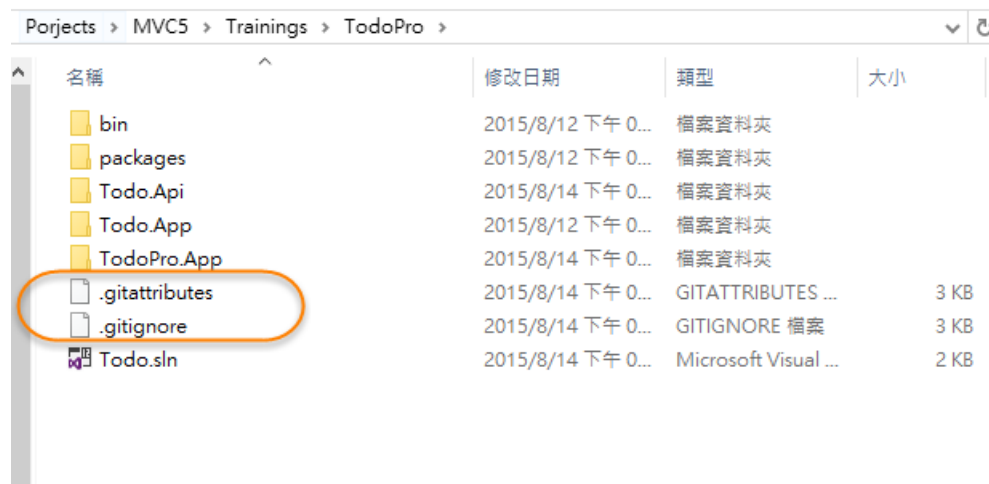 Porjects > MVC5 > Trainings > TodoPro >
名稱 修改日期 類型 大小
bin 2015/8/12 下午 0... 檔案資料夾
packages 2015/8/12 下午 0... 檔案資料夾
Todo.Api 2015/8/14 下午 0... 檔案資料夾
Todo.App 2015/8/12 下午 0... 檔案資料夾
TodoPro.App 2015/8/14 下午 0... 檔案資料夾
.gitattributes 2015/8/14 下午 0... GITATTRIBUTES ... 3 KB
.gitignore 2015/8/14 下午 0... GITIGNORE 檔案 3 KB
Todo.sln 2015/8/14 下午 0... Microsoft Visual ... 2 KB